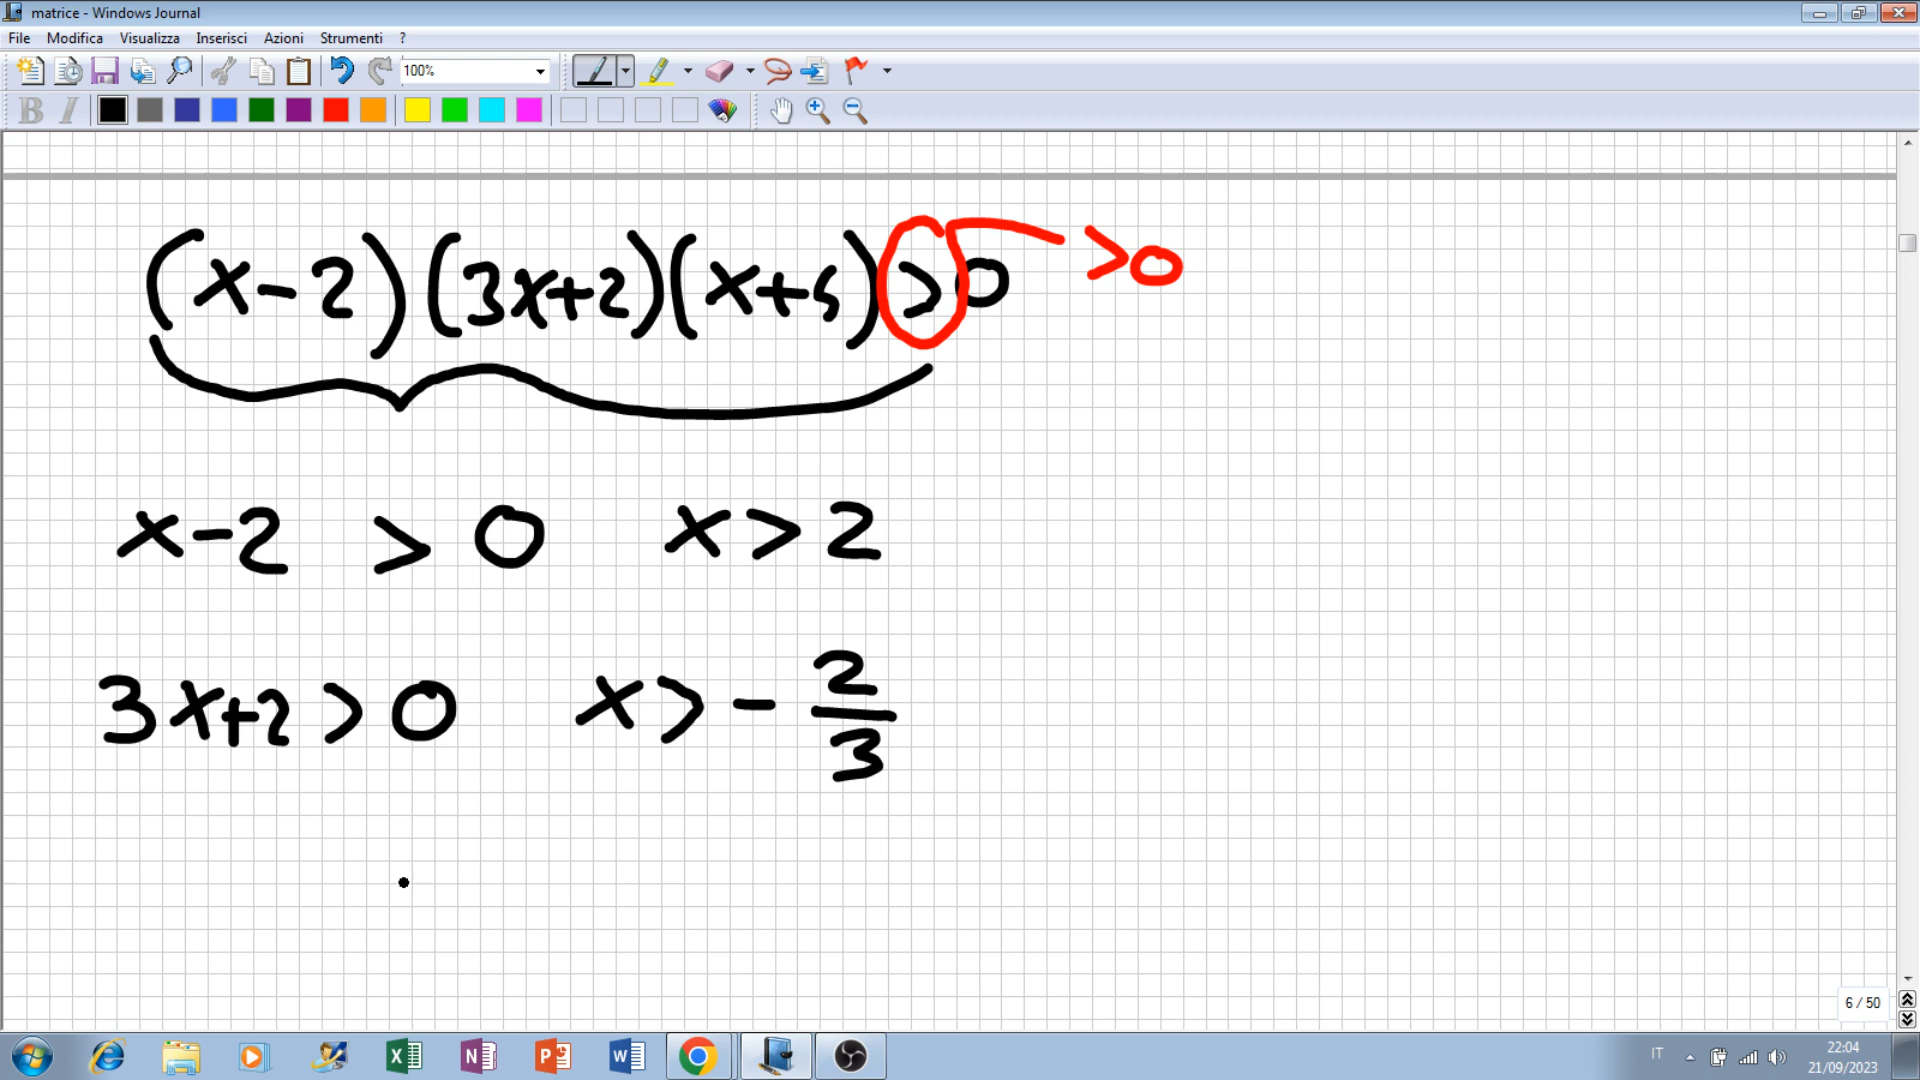 matrice - Windows Journal
File Modifica Visualizza Inserisci Azioni Strumenti ?
100%
B I
(x-2)(3x+2)(x+5)>0 >0
x-2 > 0 x>2
3x+2>0 x>-2/3
6 / 50
IT
22:04
21/09/2023